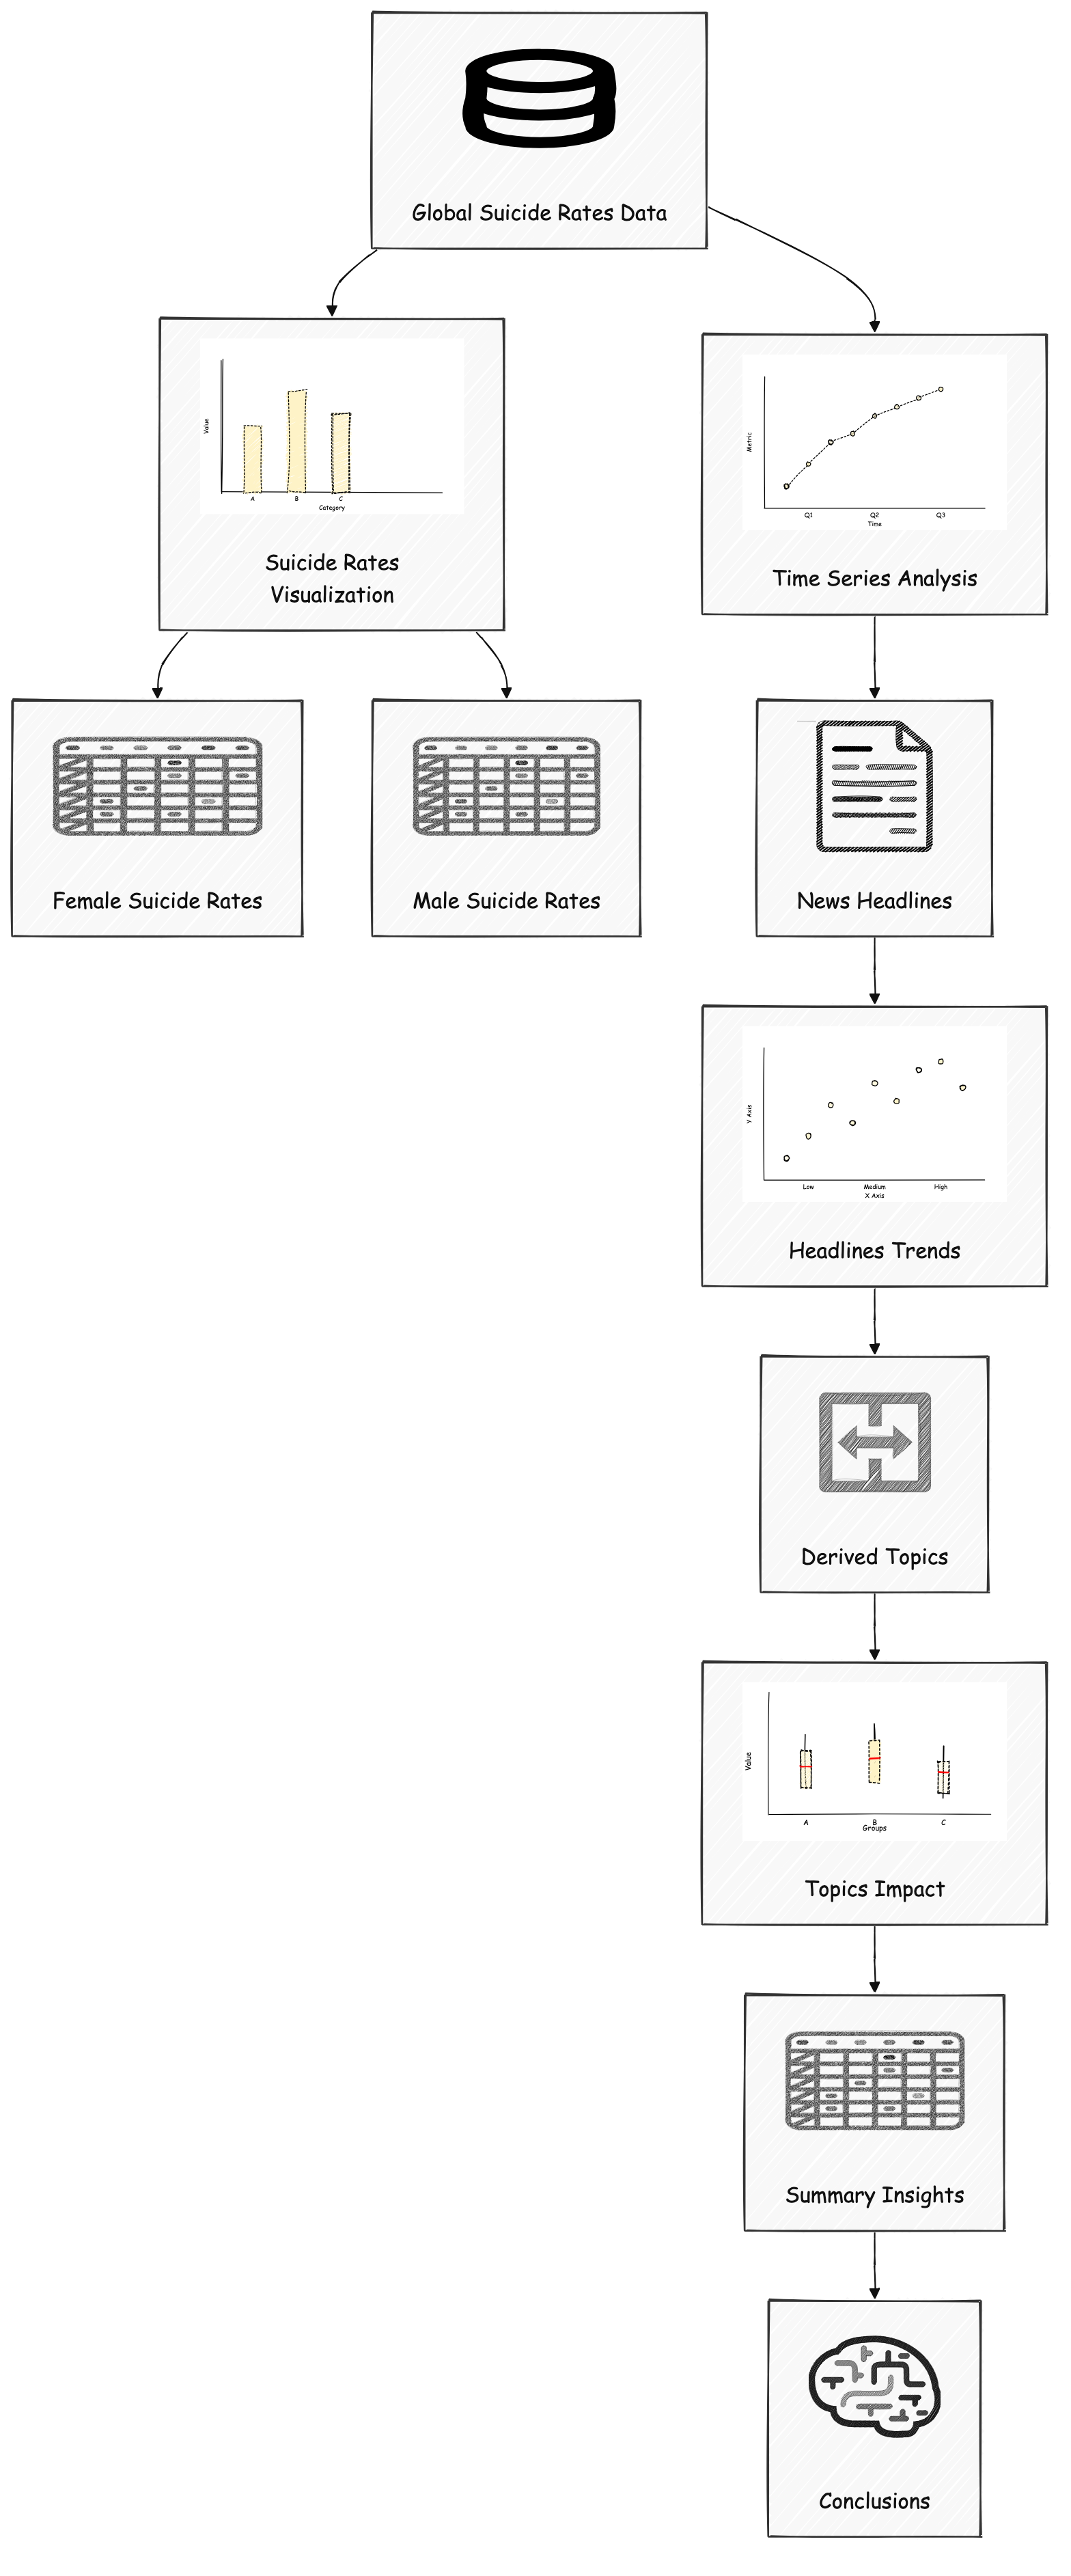 Global Suicide Rates Data
Value
A
B
C
Category
Suicide Rates
Visualization
Metric
Q1
Q2
Q3
Time
Time Series Analysis
Female Suicide Rates
Male Suicide Rates
News Headlines
Y Axis
Low
Medium
High
X Axis
Headlines Trends
Derived Topics
Value
A
B
C
Groups
Topics Impact
Summary Insights
Conclusions